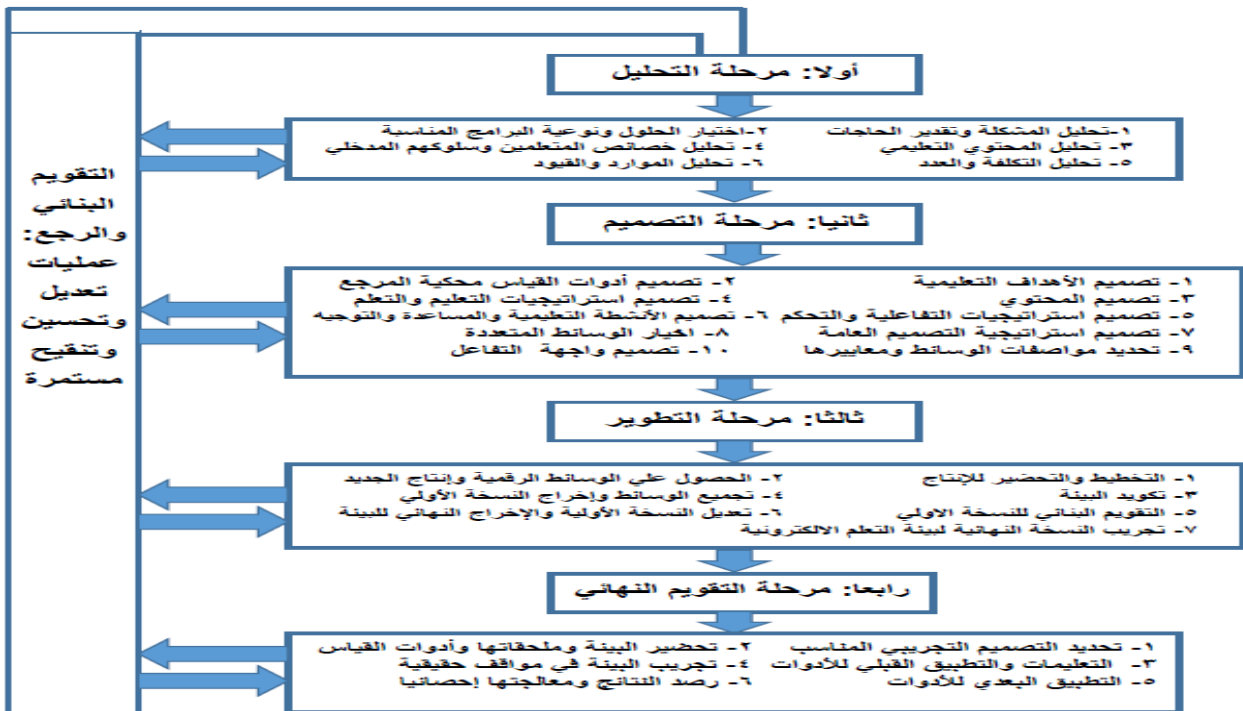 أولا: مرحلة التحليل
١-تحليل المشكلة وتقدير الحاجات ٢-اختيار الحلول ونوعية البرامج المناسبة
٣- تحليل المحتوي التعليمي ٤- تحليل خصائص المتعلمين وسلوكهم المدخلي
٥- تحليل التكلفة والعدد ٦- تحليل الموارد والقيود
ثانيا: مرحلة التصميم
١- تصميم الأهداف التعليمية ٢- تصميم أدوات القياس محكية المرجع
٣- تصميم المحتوي ٤- تصميم استراتيجيات التعليم والتعلم
٥- تصميم استراتيجيات التفاعلية والتحكم ٦- تصميم الأنشطة التعليمية والمساعدة والتوجيه
٧- تصميم استراتيجية التصميم العامة ٨- اخيار الوسائط المتعددة
٩- تحديد مواصفات الوسائط ومعاييرها ١٠- تصميم واجهة التفاعل
ثالثا: مرحلة التطوير
١- التخطيط والتحضير للإنتاج ٢- الحصول علي الوسائط الرقمية وإنتاج الجديد
٣- تكويد البيئة ٤- تجميع الوسائط وإخراج النسخة الأولي
٥- التقويم البنائي للنسخة الاولي ٦- تعديل النسخة الأولية والإخراج النهائي للبيئة
٧- تجريب النسخة النهائية لبيئة التعلم الالكترونية
رابعا: مرحلة التقويم النهائي
١- تحديد التصميم التجريبي المناسب ٢- تحضير البيئة وملحقاتها وأدوات القياس
٣- التعليمات والتطبيق القبلي للأدوات ٤- تجريب البيئة في مواقف حقيقية
٥- التطبيق البعدي للأدوات ٦- رصد النتائج ومعالجتها إحصائيا
التقويم
البنائي
والرجع:
عمليات
تعديل
وتحسين
وتنقيح
مستمرة